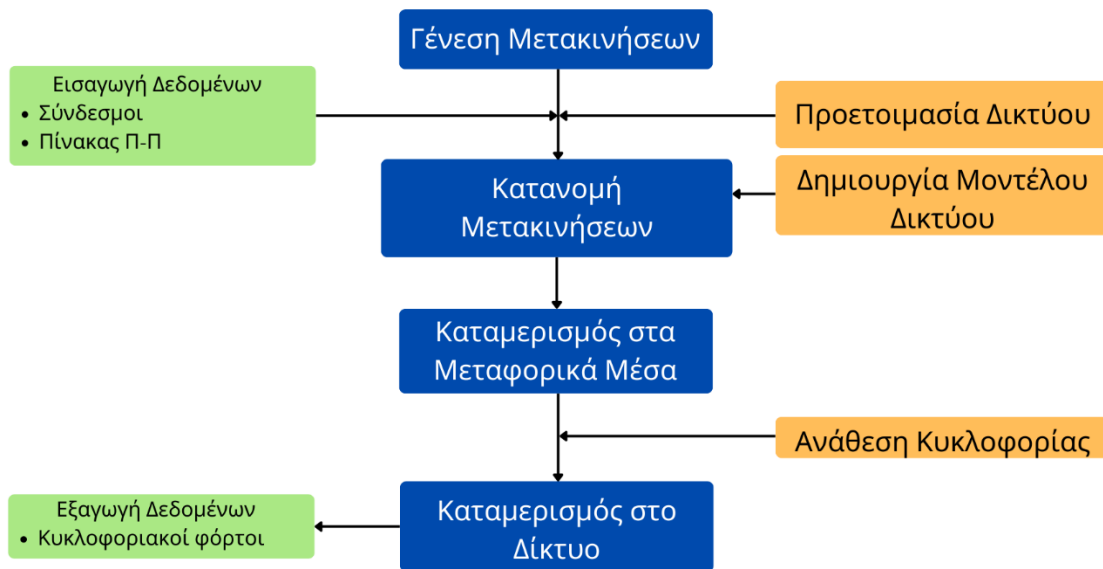 Γένεση Μετακινήσεων
Εισαγωγή Δεδομένων
• Σύνδεσμοι
• Πίνακας Π-Π
Προετοιμασία Δικτύου
Κατανομή
Μετακινήσεων
Δημιουργία Μοντέλου
Δικτύου
Καταμερισμός στα
Μεταφορικά Μέσα
Ανάθεση Κυκλοφορίας
Εξαγωγή Δεδομένων
• Κυκλοφοριακοί φόρτοι
Καταμερισμός στο
Δίκτυο